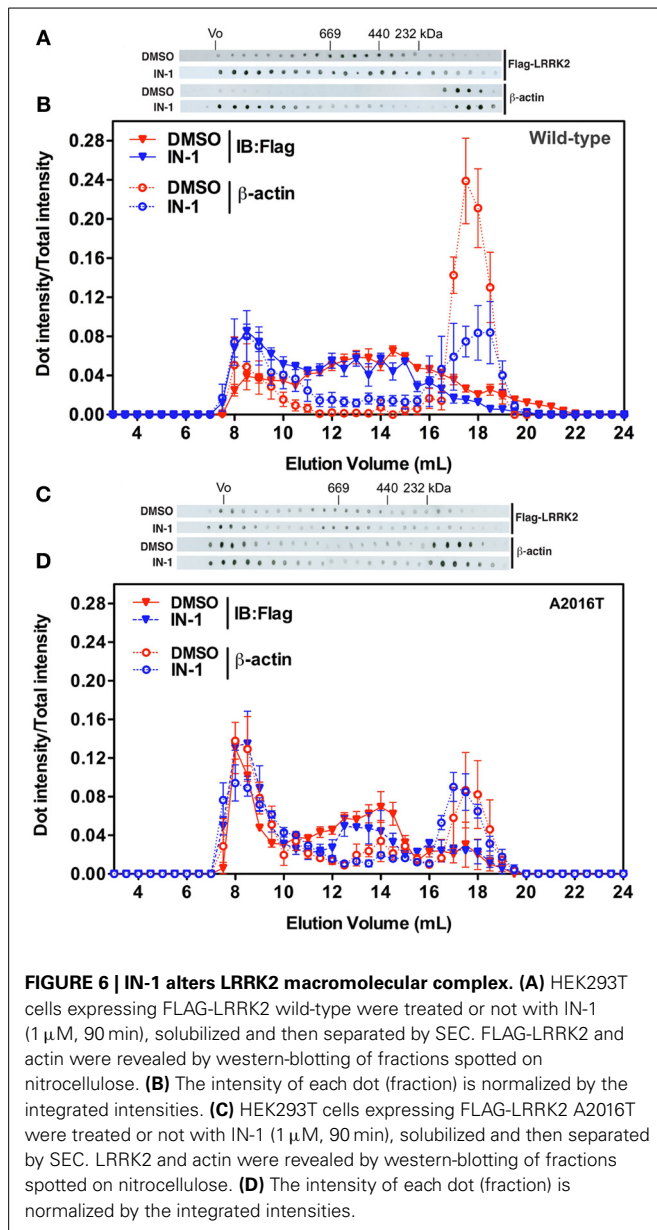 A
Vo 669 440 232 kDa
DMSO
IN-1
Flag-LRRK2
DMSO
IN-1
β-actin
B
0.28
0.24
0.20
0.16
0.12
0.08
0.04
0.00
Dot intensity/Total intensity
DMSO
IN-1
IB:Flag
DMSO
IN-1
β-actin
Wild-type
4 6 8 10 12 14 16 18 20 22 24
Elution Volume (mL)
C
Vo 669 440 232 kDa
DMSO
IN-1
Flag-LRRK2
DMSO
IN-1
β-actin
D
0.28
0.24
0.20
0.16
0.12
0.08
0.04
0.00
Dot intensity/Total intensity
DMSO
IN-1
IB:Flag
DMSO
IN-1
β-actin
A2016T
4 6 8 10 12 14 16 18 20 22 24
Elution Volume (mL)
FIGURE 6 | IN-1 alters LRRK2 macromolecular complex. (A) HEK293T
cells expressing FLAG-LRRK2 wild-type were treated or not with IN-1
(1 μM, 90 min), solubilized and then separated by SEC. FLAG-LRRK2 and
actin were revealed by western-blotting of fractions spotted on
nitrocellulose. (B) The intensity of each dot (fraction) is normalized by the
integrated intensities. (C) HEK293T cells expressing FLAG-LRRK2 A2016T
were treated or not with IN-1 (1 μM, 90 min), solubilized and then separated
by SEC. LRRK2 and actin were revealed by western-blotting of fractions
spotted on nitrocellulose. (D) The intensity of each dot (fraction) is
normalized by the integrated intensities.